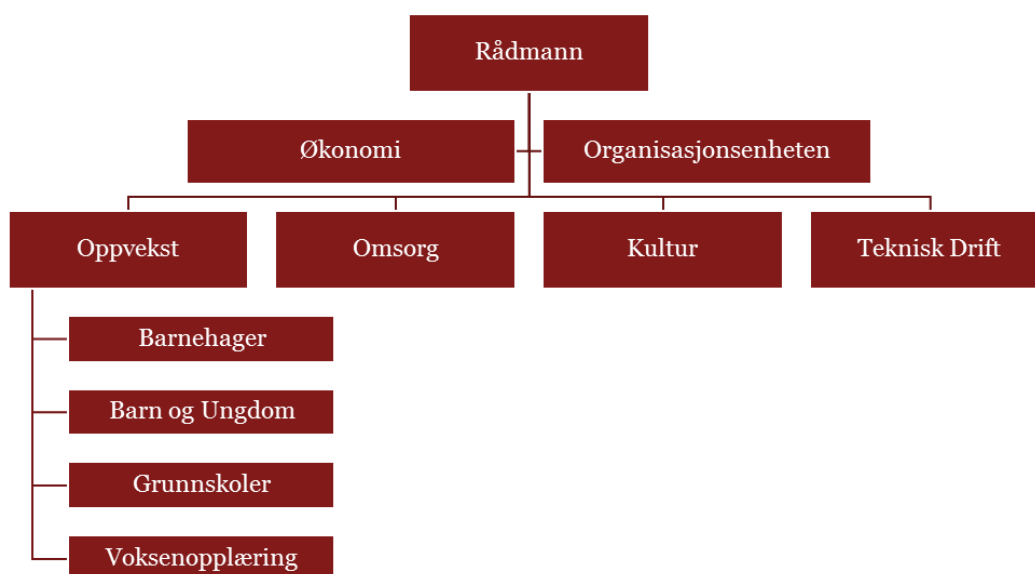 Rådmann
Økonomi
Organisasjonsenheten
Oppvekst
Omsorg
Kultur
Teknisk Drift
Barnehager
Barn og Ungdom
Grunnskoler
Voksenopplæring